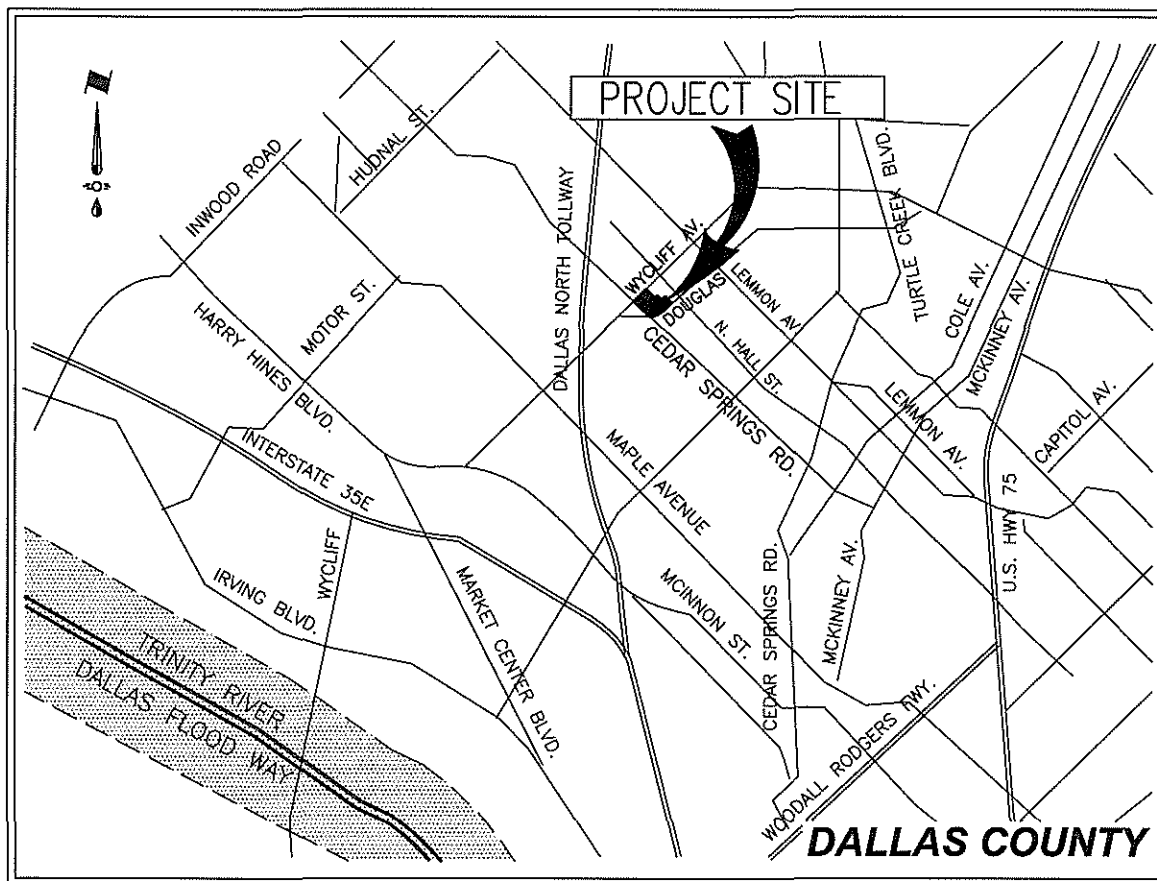 PROJECT SITE
INWOOD ROAD
HUDNAL ST.
HARRY HINES BLVD.
MOTOR ST.
DALLAS NORTH TOLLWAY
WYCLIFF AV.
DOUGLAS
LEMMON AV.
N. HALL ST.
CEDAR SPRINGS RD.
TURTLE CREEK BLVD.
COLE AV.
MCKINNEY AV.
LEMMON AV.
CAPITOL AV.
INTERSTATE 35E
MAPLE AVENUE
U.S. HWY 75
WYCLIFF
IRVING BLVD.
MARKET CENTER BLVD.
MCINNON ST.
CEDAR SPRINGS RD.
MCKINNEY AV.
WOODALL RODGERS FWY.
TRINITY RIVER
DALLAS FLOOD WAY
DALLAS COUNTY